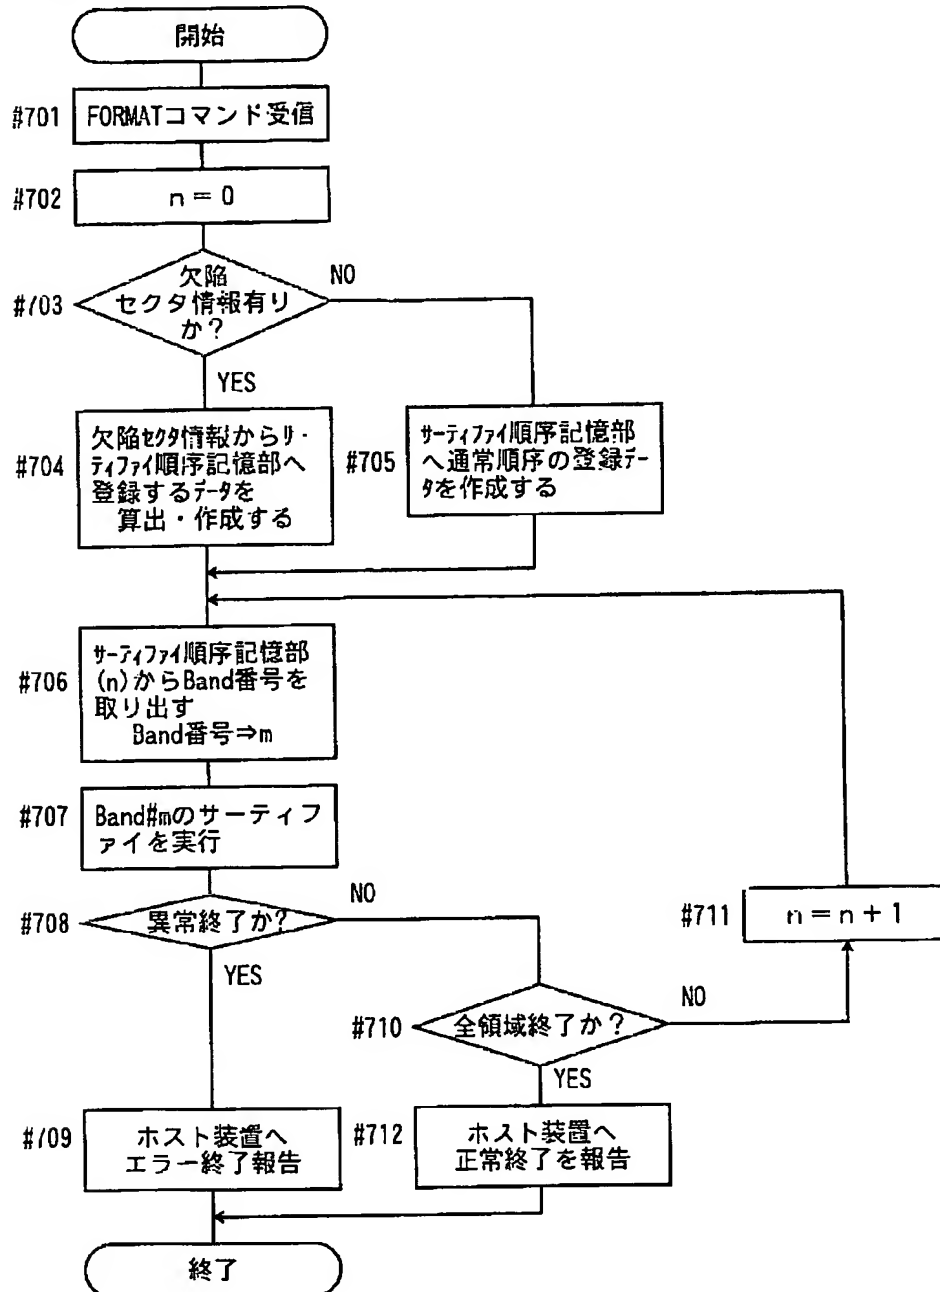 開始
#701
FORMATコマンド受信
#702
n = 0
#703
欠陥
セクタ情報有り
か?
NO
YES
#704
欠陥セクタ情報からサー
ティファイ順序記憶部へ
登録するデータを
算出・作成する
#705
サーティファイ順序記憶部
へ通常順序の登録デー
タを作成する
#706
サーティファイ順序記憶部
(n)からBand番号を
取り出す
Band番号⇒m
#707
Band#mのサーティフ
ァイを実行
#708
異常終了か?
NO
YES
#711
n = n + 1
#710
全領域終了か?
NO
YES
#709
ホスト装置へ
エラー終了報告
#712
ホスト装置へ
正常終了を報告
終了